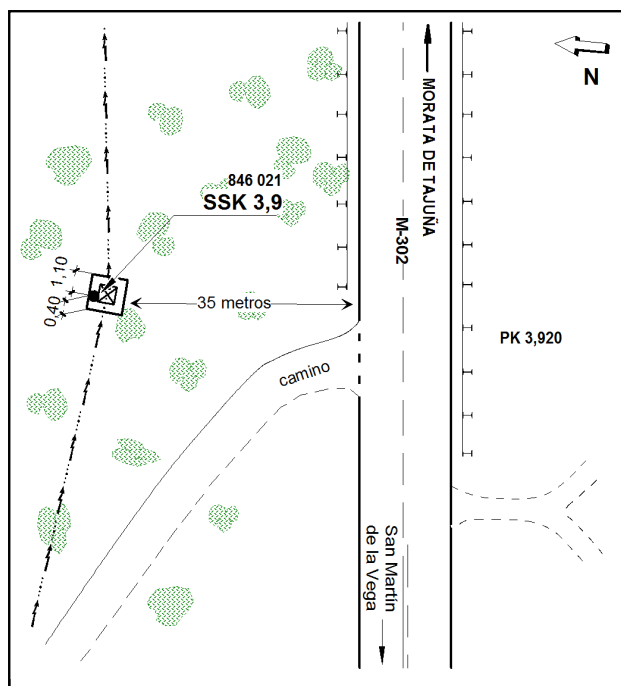 N
MORATA DE TAJUÑA
846 021
SSK 3,9
M-302
1,10
0,40
35 metros
PK 3,920
camino
San Martín
de la Vega